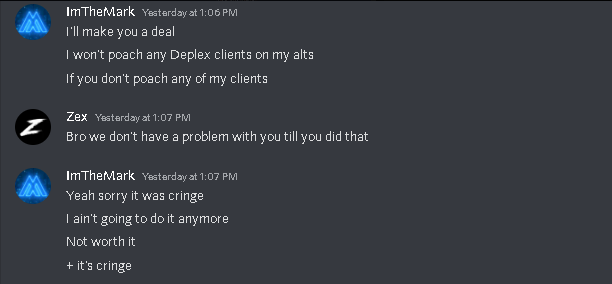 ImTheMark Yesterday at 1:06 PM
I'll make you a deal
I won't poach any Deplex clients on my alts
If you don't poach any of my clients
Zex Yesterday at 1:07 PM
Bro we don't have a problem with you till you did that
ImTheMark Yesterday at 1:07 PM
Yeah sorry it was cringe
I ain't going to do it anymore
Not worth it
+ it's cringe